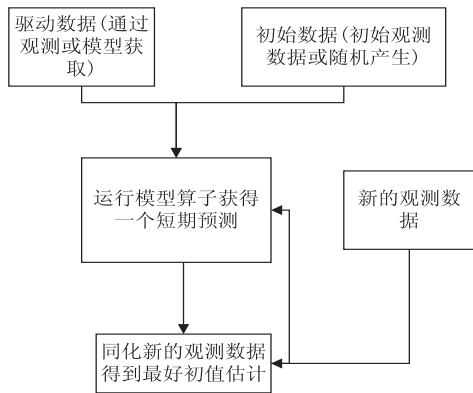 驱动数据(通过
观测或模型获
取)
初始数据(初始观测
数据或随机产生)
运行模型算子获得
一个短期预测
新的观测数
据
同化新的观测数据
得到最好初值估计